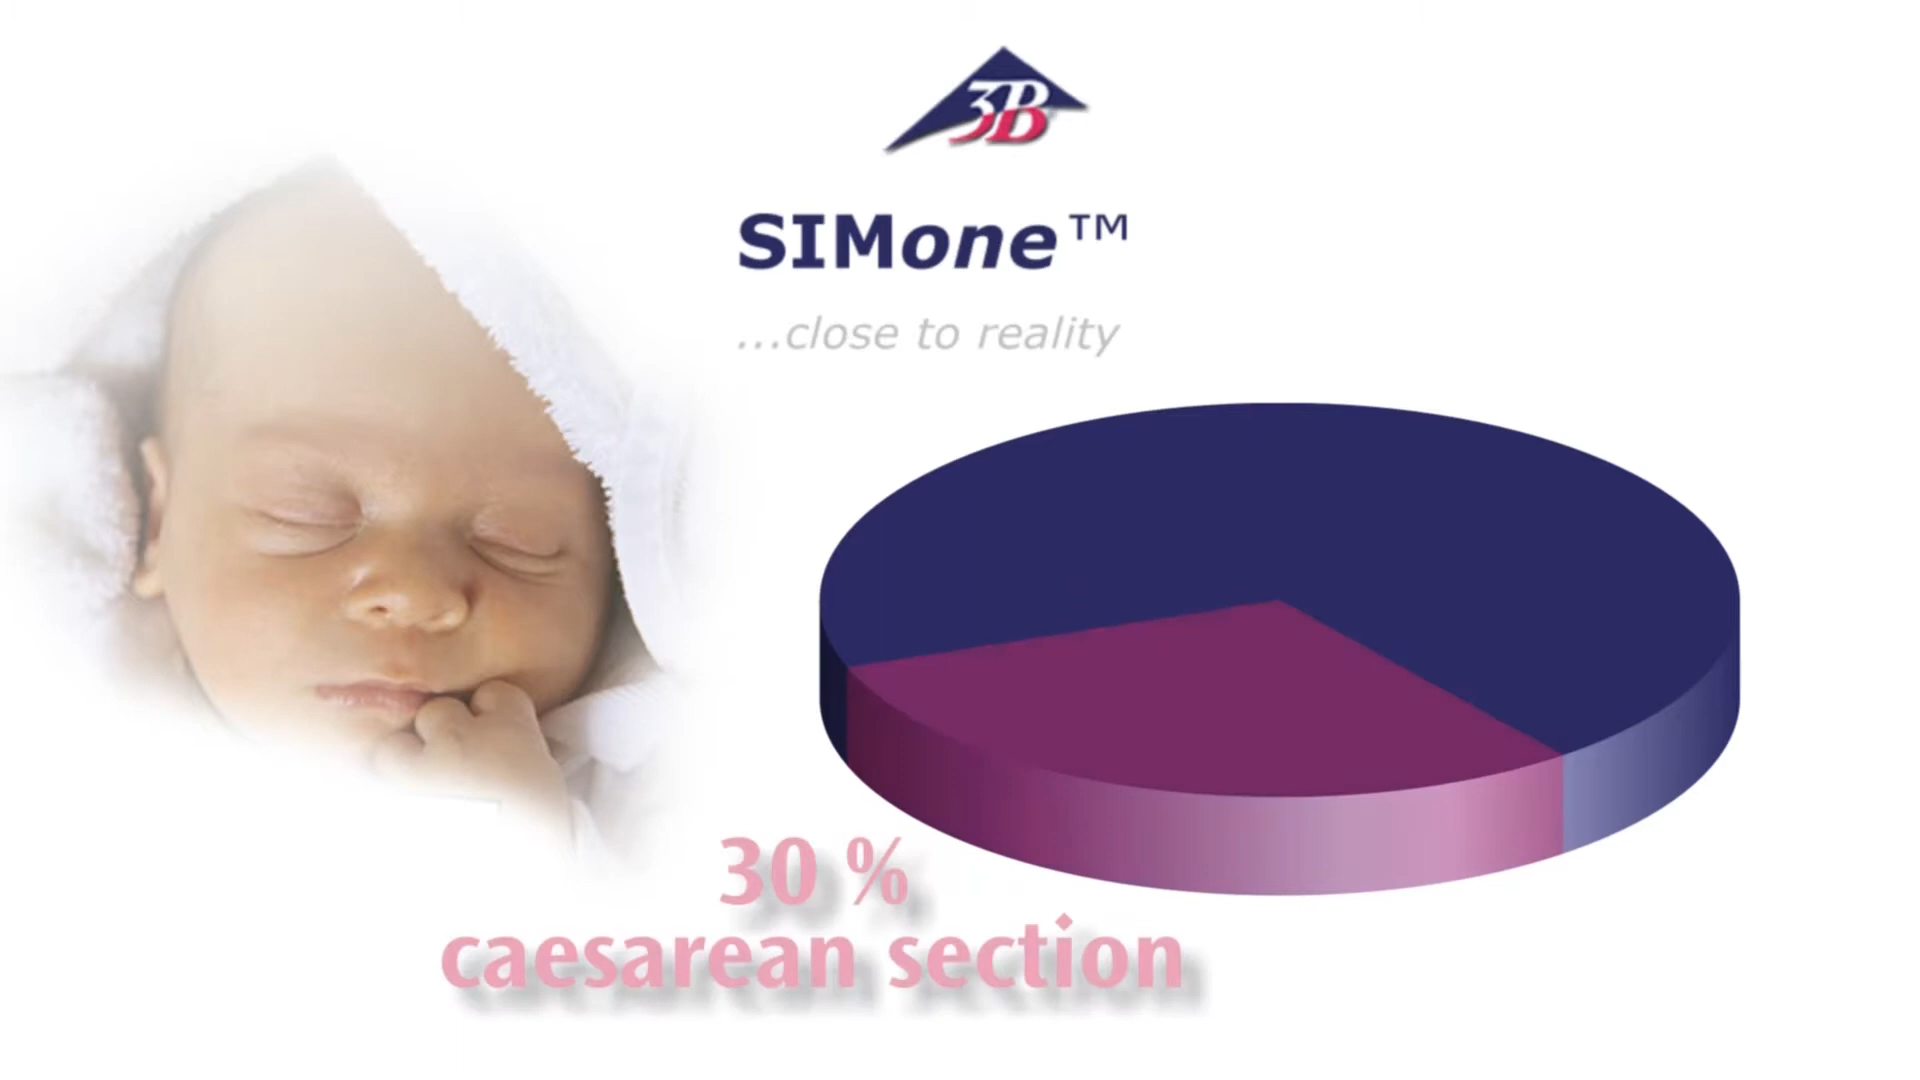 3B
SIMone™
...close to reality
30 %
caesarean section